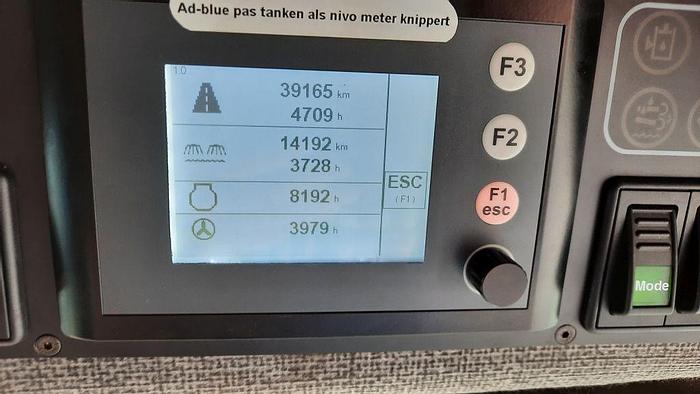 Ad-blue pas tanken als nivo meter knippert
1.0
39165 km
4709 h
14192 km
3728 h
8192 h
3979 h
ESC
(F1)
F3
F2
F1
esc
Mode